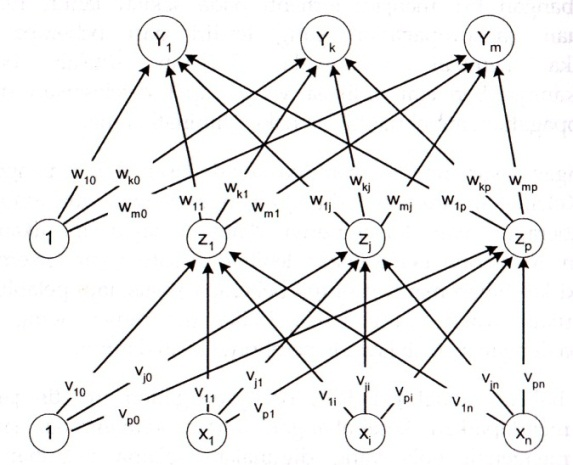 Y₁ Yₖ Yₘ
w₁₀ wₖ₀ wₘ₀ w₁₁ wₖ₁ wₘ₁ w₁ⱼ wₖⱼ wₘⱼ w₁ₚ wₖₚ wₘₚ
1 z₁ zⱼ zₚ
v₁₀ vⱼ₀ vₚ₀ v₁₁ vⱼ₁ vₚ₁ v₁ᵢ vⱼᵢ vₚᵢ v₁ₙ vⱼₙ vₚₙ
1 x₁ xᵢ xₙ